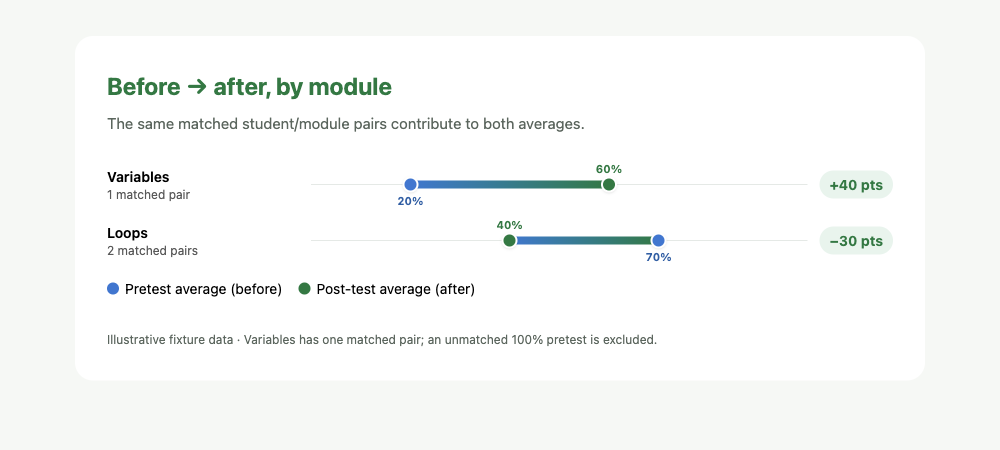 Before → after, by module
The same matched student/module pairs contribute to both averages.
Variables
1 matched pair
20%
60%
+40 pts
Loops
2 matched pairs
40%
70%
−30 pts
Pretest average (before)
Post-test average (after)
Illustrative fixture data · Variables has one matched pair; an unmatched 100% pretest is excluded.